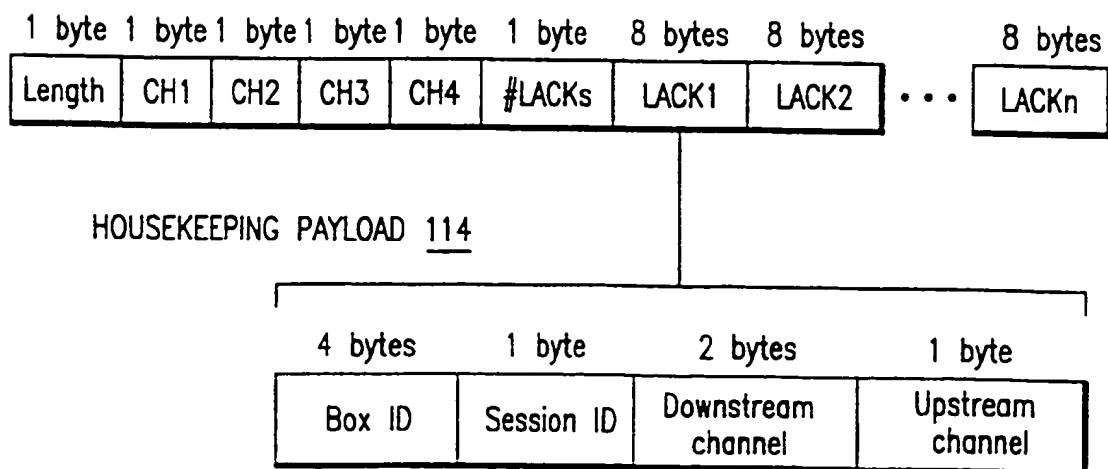 1 byte 1 byte 1 byte 1 byte 1 byte 1 byte 8 bytes 8 bytes 8 bytes
Length CH1 CH2 CH3 CH4 #LACKs LACK1 LACK2 • • • LACKn
HOUSEKEEPING PAYLOAD 114
4 bytes 1 byte 2 bytes 1 byte
Box ID Session ID Downstream channel Upstream channel